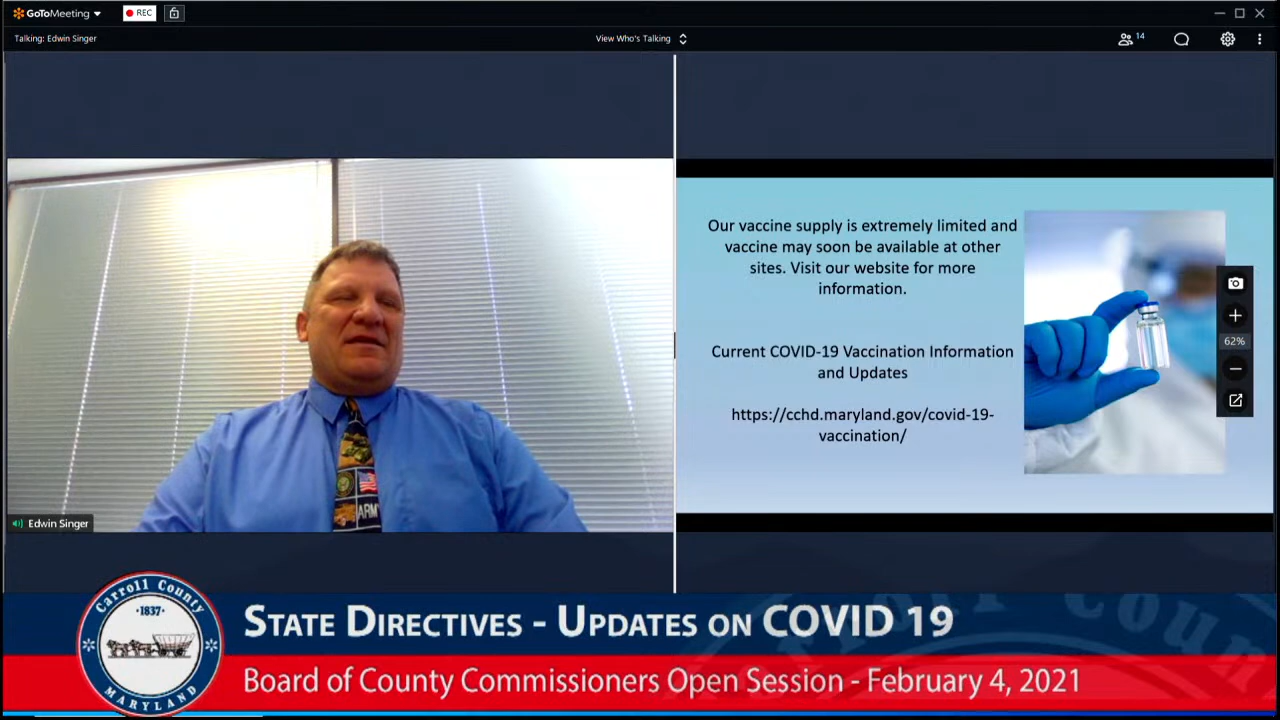 GoToMeeting
REC
Talking: Edwin Singer
View Who's Talking
14
Our vaccine supply is extremely limited and
vaccine may soon be available at other
sites. Visit our website for more
information.
Current COVID-19 Vaccination Information
and Updates
https://cchd.maryland.gov/covid-19-
vaccination/
62%
ARMY
Edwin Singer
Carroll County
·1837·
MARYLAND
STATE DIRECTIVES - UPDATES ON COVID 19
Board of County Commissioners Open Session - February 4, 2021